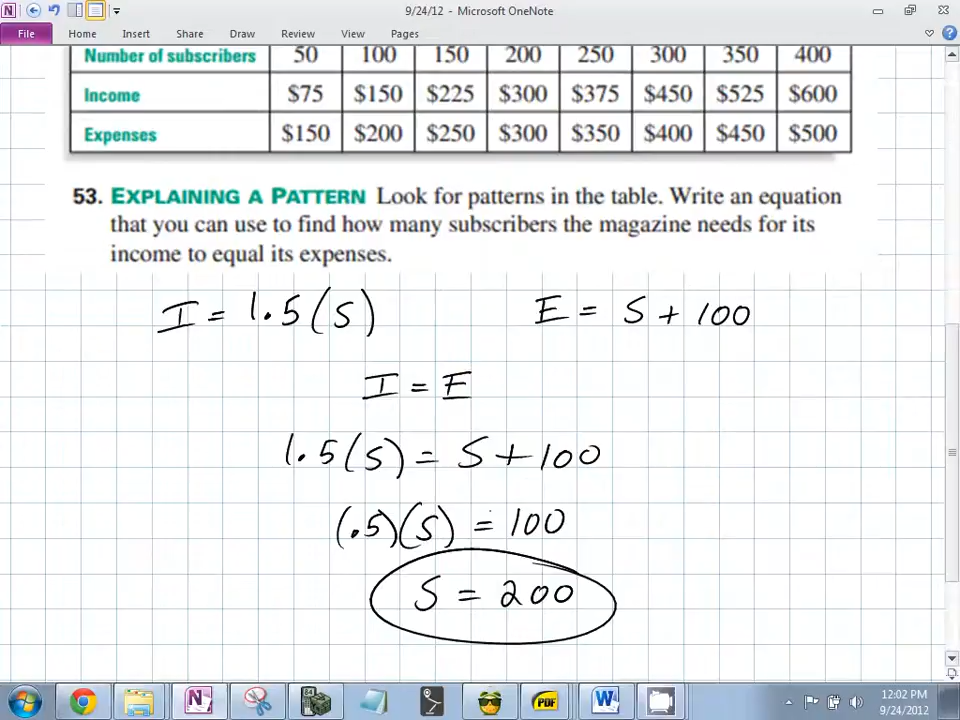 9/24/12 - Microsoft OneNote
File Home Insert Share Draw Review View Pages
Number of subscribers 50 100 150 200 250 300 350 400
Income $75 $150 $225 $300 $375 $450 $525 $600
Expenses $150 $200 $250 $300 $350 $400 $450 $500
53. EXPLAINING A PATTERN Look for patterns in the table. Write an equation
that you can use to find how many subscribers the magazine needs for its
income to equal its expenses.
I = 1.5(S) E = S + 100
I = E
1.5(S) = S + 100
(.5)(S) = 100
S = 200
12:02 PM
9/24/2012